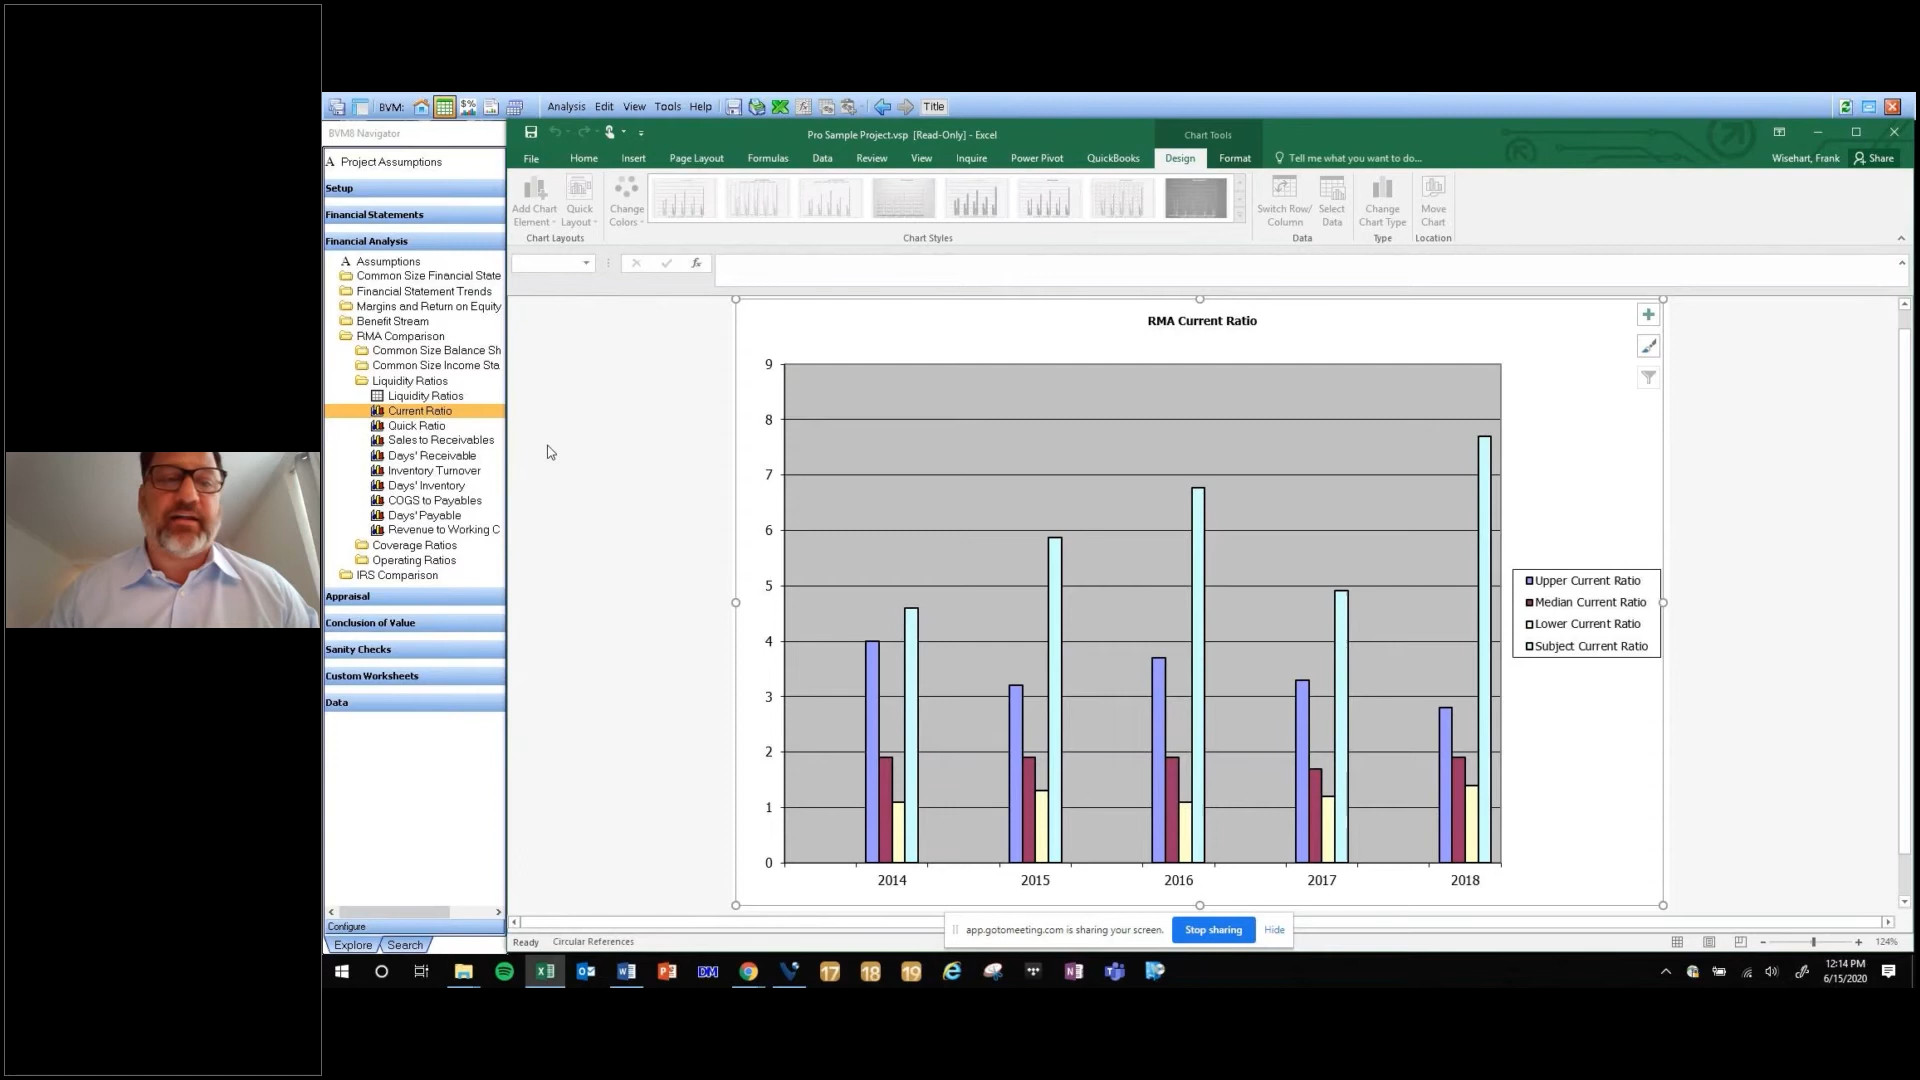 BVM:
Analysis Edit View Tools Help
Title
BVM8 Navigator
A Project Assumptions
Setup
Financial Statements
Financial Analysis
A Assumptions
Common Size Financial State
Financial Statement Trends
Margins and Return on Equity
Benefit Stream
RMA Comparison
Common Size Balance Sh
Common Size Income Sta
Liquidity Ratios
Liquidity Ratios
Current Ratio
Quick Ratio
Sales to Receivables
Days' Receivable
Inventory Turnover
Days' Inventory
COGS to Payables
Days' Payable
Revenue to Working C
Coverage Ratios
Operating Ratios
IRS Comparison
Appraisal
Conclusion of Value
Sanity Checks
Custom Worksheets
Data
Configure
Explore Search
Pro Sample Project.vsp [Read-Only] - Excel
Chart Tools
File Home Insert Page Layout Formulas Data Review View Inquire Power Pivot QuickBooks Design Format Tell me what you want to do...
Wisehart, Frank Share
Add Chart Element
Quick Layout
Change Colors
Switch Row/ Column
Select Data
Change Chart Type
Move Chart
Chart Layouts Chart Styles Data Type Location
fx
RMA Current Ratio
9
8
7
6
5
4
3
2
1
0
2014 2015 2016 2017 2018
Upper Current Ratio
Median Current Ratio
Lower Current Ratio
Subject Current Ratio
app.gotomeeting.com is sharing your screen. Stop sharing Hide
Ready Circular References
124%
DM 17 18 19
12:14 PM
6/15/2020